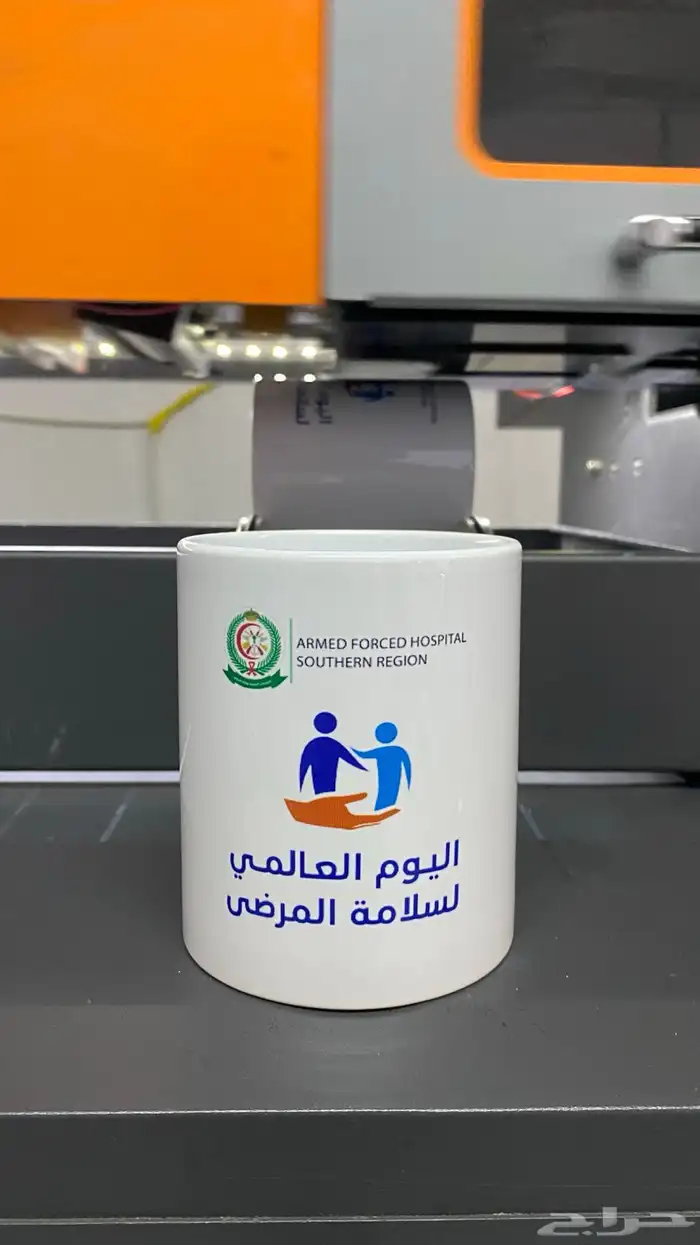 ARMED FORCED HOSPITAL
SOUTHERN REGION
اليوم العالمي
لسلامة المرضى
حراج